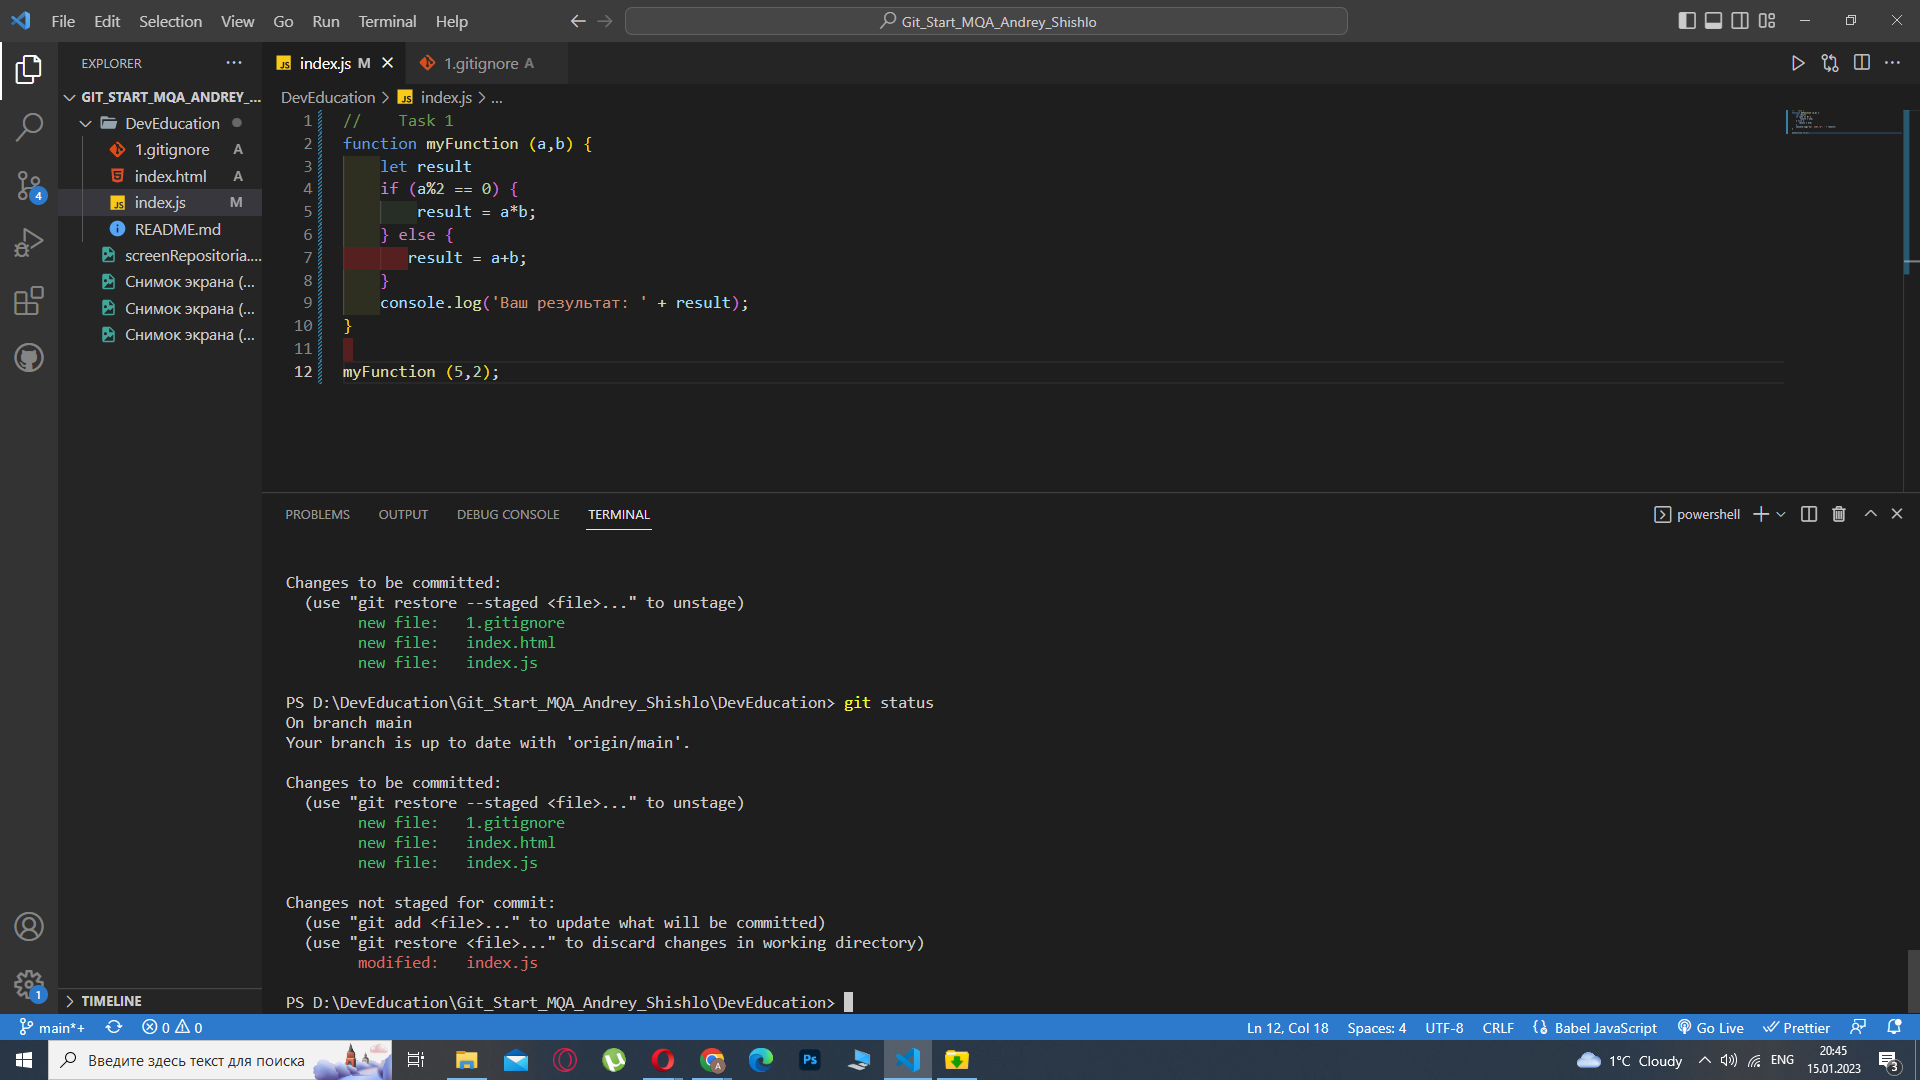 File Edit Selection View Go Run Terminal Help
Git_Start_MQA_Andrey_Shishlo
EXPLORER
GIT_START_MQA_ANDREY_...
DevEducation
1.gitignore A
index.html A
index.js M
README.md
screenRepositoria....
Снимок экрана (...
Снимок экрана (...
Снимок экрана (...
TIMELINE
4
1
index.js M
1.gitignore A
DevEducation > index.js > ...
1 // Task 1
2 function myFunction (a,b) {
3 let result
4 if (a%2 == 0) {
5 result = a*b;
6 } else {
7 result = a+b;
8 }
9 console.log('Ваш результат: ' + result);
10 }
11
12 myFunction (5,2);
PROBLEMS OUTPUT DEBUG CONSOLE TERMINAL
powershell
Changes to be committed:
(use "git restore --staged <file>..." to unstage)
new file: 1.gitignore
new file: index.html
new file: index.js
PS D:\DevEducation\Git_Start_MQA_Andrey_Shishlo\DevEducation> git status
On branch main
Your branch is up to date with 'origin/main'.
Changes to be committed:
(use "git restore --staged <file>..." to unstage)
new file: 1.gitignore
new file: index.html
new file: index.js
Changes not staged for commit:
(use "git add <file>..." to update what will be committed)
(use "git restore <file>..." to discard changes in working directory)
modified: index.js
PS D:\DevEducation\Git_Start_MQA_Andrey_Shishlo\DevEducation>
main*+ 0 0 Ln 12, Col 18 Spaces: 4 UTF-8 CRLF Babel JavaScript Go Live Prettier
Введите здесь текст для поиска
A
Ps
1°C Cloudy
ENG
20:45
15.01.2023
3